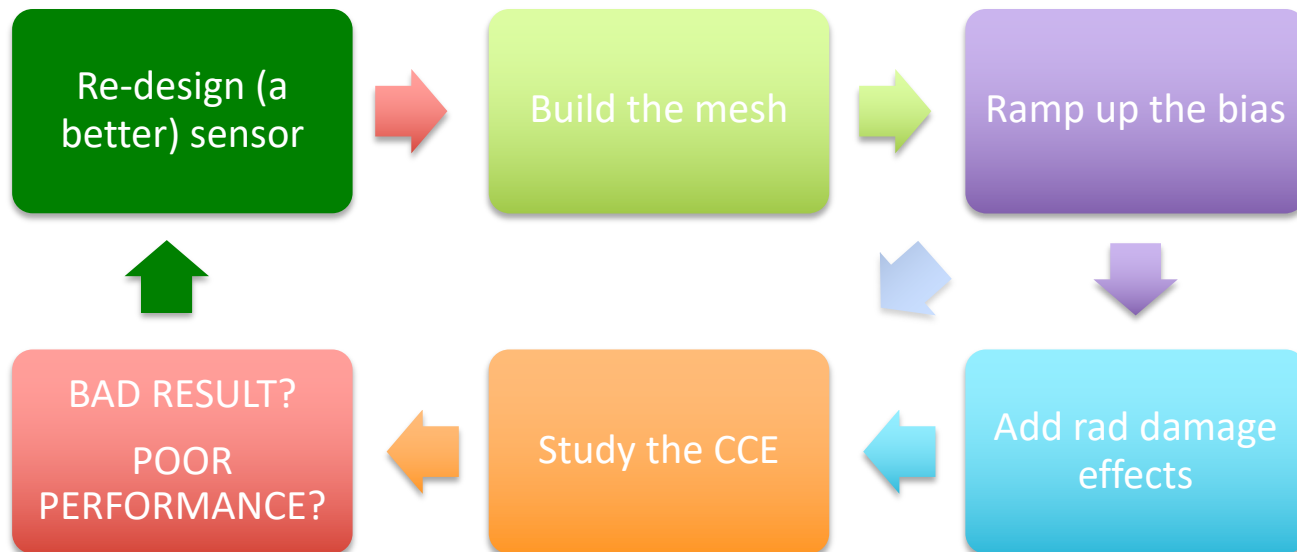 Re-design (a
better) sensor
Build the mesh
Ramp up the bias
BAD RESULT?
POOR
PERFORMANCE?
Study the CCE
Add rad damage
effects